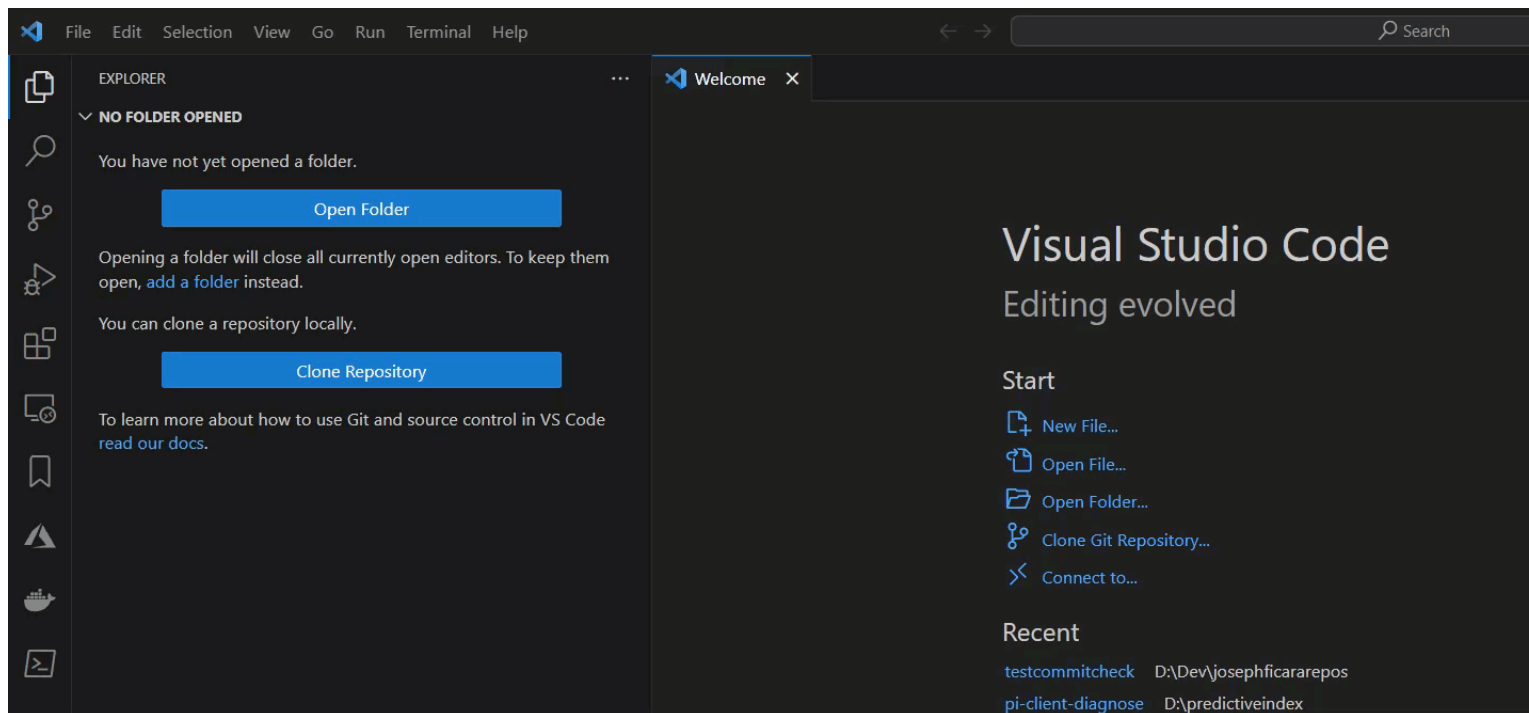 File Edit Selection View Go Run Terminal Help
Search
EXPLORER
NO FOLDER OPENED
You have not yet opened a folder.
Open Folder
Opening a folder will close all currently open editors. To keep them
open, add a folder instead.
You can clone a repository locally.
Clone Repository
To learn more about how to use Git and source control in VS Code
read our docs.
Welcome
Visual Studio Code
Editing evolved
Start
New File...
Open File...
Open Folder...
Clone Git Repository...
Connect to...
Recent
testcommitcheck D:\Dev\josephficararepos
pi-client-diagnose D:\predictiveindex